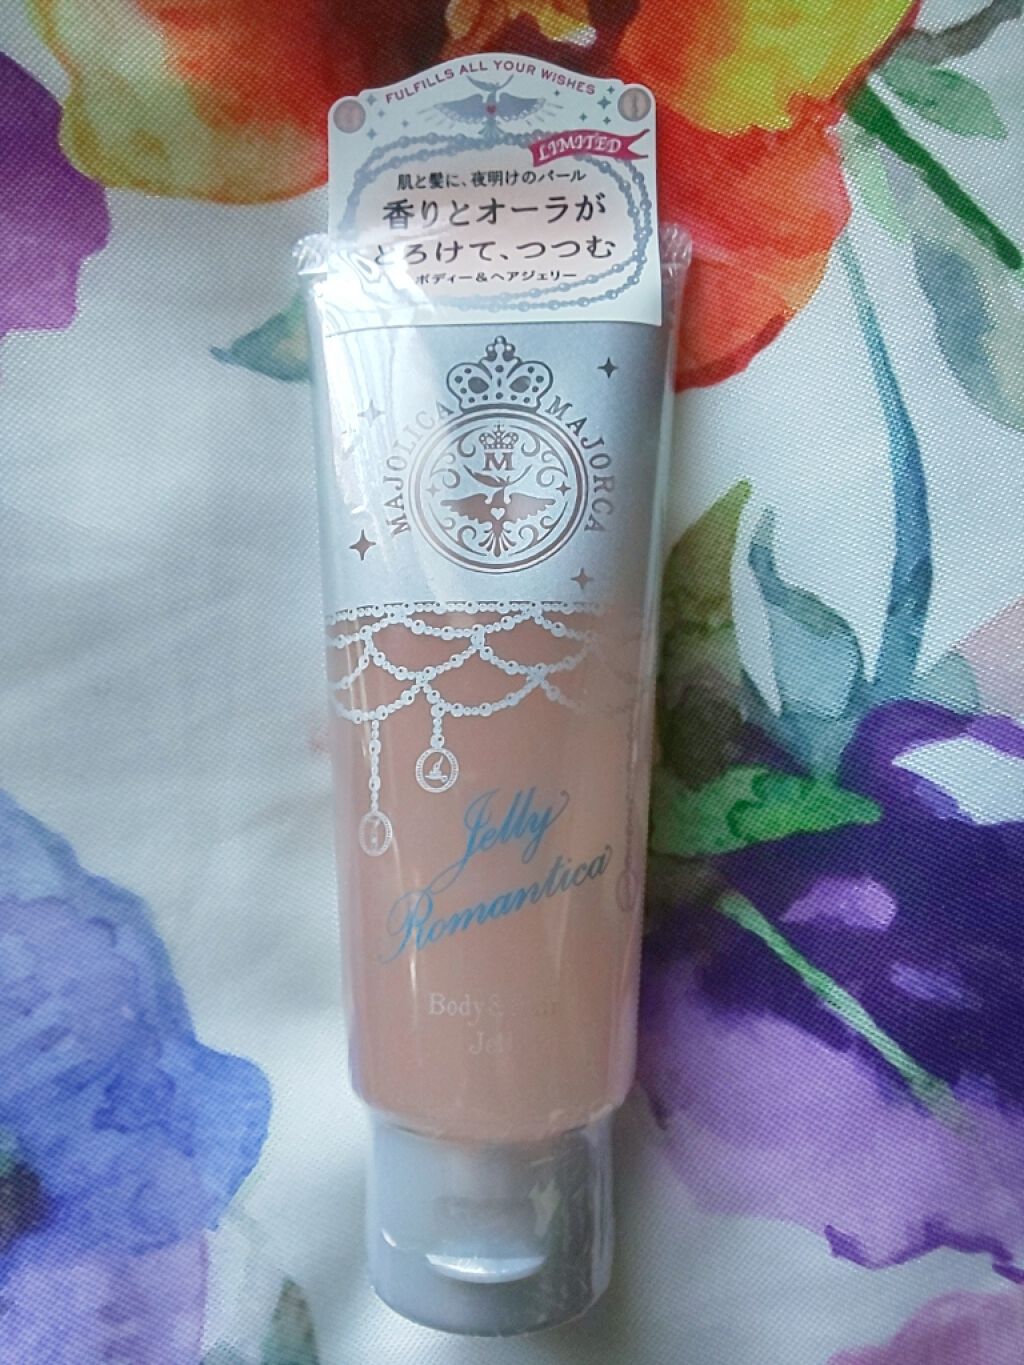 FULFILLS ALL YOUR WISHES
LIMITED
肌と髪に、夜明けのパール
香りとオーラが
とろけて、つつむ
ボディー&ヘアジェリー
MAJOLICA MAJORCA
M
Jelly
Romantica
Body &